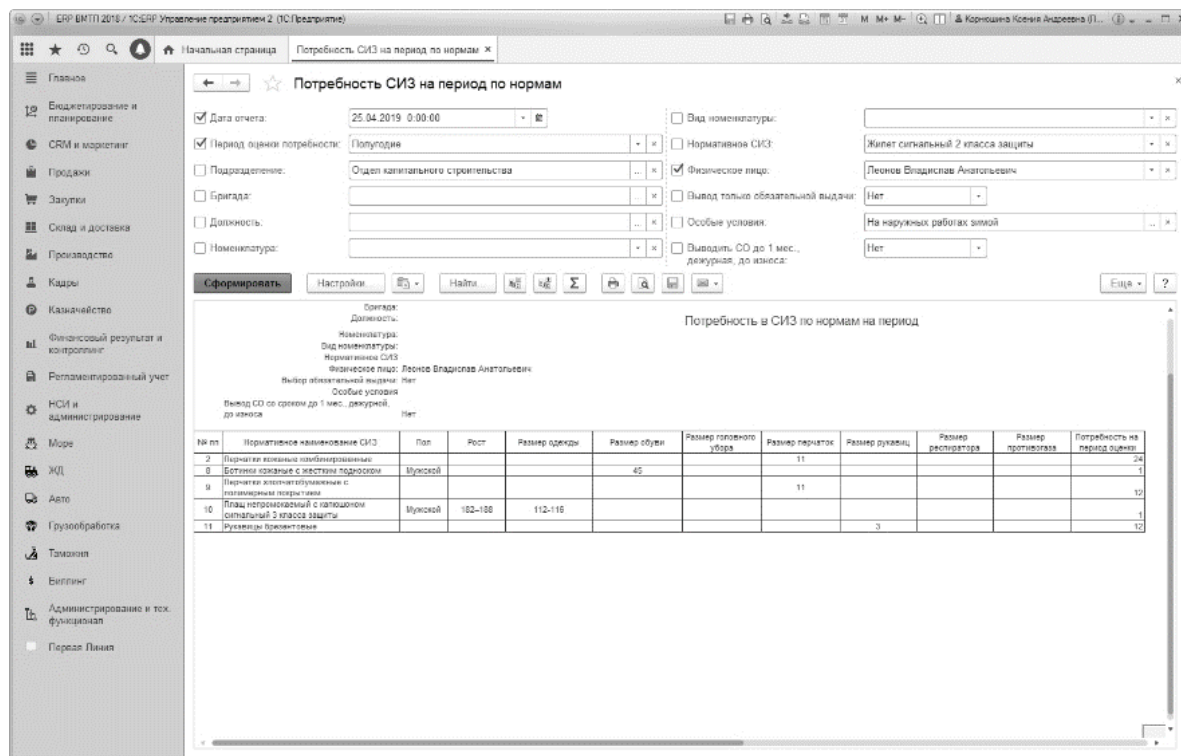 ERP ВМТП 2018 / 1С:ERP Управление предприятием 2 (1С:Предприятие)
M M+ M-
Корношина Ксения Андреевна (П...
Начальная страница
Потребность СИЗ на период по нормам ×
Главное
Бюджетирование и планирование
CRM и маркетинг
Продажи
Закупки
Склад и доставка
Производство
Кадры
Казначейство
Финансовый результат и контроллинг
Регламентированный учет
НСИ и администрирование
Море
ЖД
Авто
Грузообработка
Таможня
Биллинг
Администрирование и тех. функционал
Первая Линия
Потребность СИЗ на период по нормам
Дата отчета: 25.04.2019 0:00:00
Вид номенклатуры:
Период оценки потребности: Полугодие
Нормативное СИЗ: Жилет сигнальный 2 класса защиты
Подразделение: Отдел капитального строительства
Физическое лицо: Леонов Владислав Анатольевич
Бригада:
Вывод только обязательной выдачи: Нет
Должность:
Особые условия: На наружных работах зимой
Номенклатура:
Выводить СО до 1 мес., дежурная, до износа: Нет
Сформировать Настройки... Найти... Σ Еще ?
Бригада:
Должность:
Потребность в СИЗ по нормам на период
Номенклатура:
Вид номенклатуры:
Нормативное СИЗ
Физическое лицо: Леонов Владислав Анатольевич
Выбор обязательной выдачи: Нет
Особые условия
Вывод СО со сроком до 1 мес., дежурной,
до износа Нет
№ пп Нормативное наименование СИЗ Пол Рост Размер одежды Размер обуви Размер головного убора Размер перчаток Размер рукавиц Размер респиратора Размер противогаза Потребность на период оценки
2 Перчатки кожаные комбинированные 11 24
8 Ботинки кожаные с жестким подноском Мужской 45 1
9 Перчатки хлопчатобумажные с полимерным покрытием 11 12
10 Плащ непромокаемый с капюшоном сигнальный 3 класса защиты Мужской 182–188 112-116 1
11 Рукавицы брезентовые 3 12